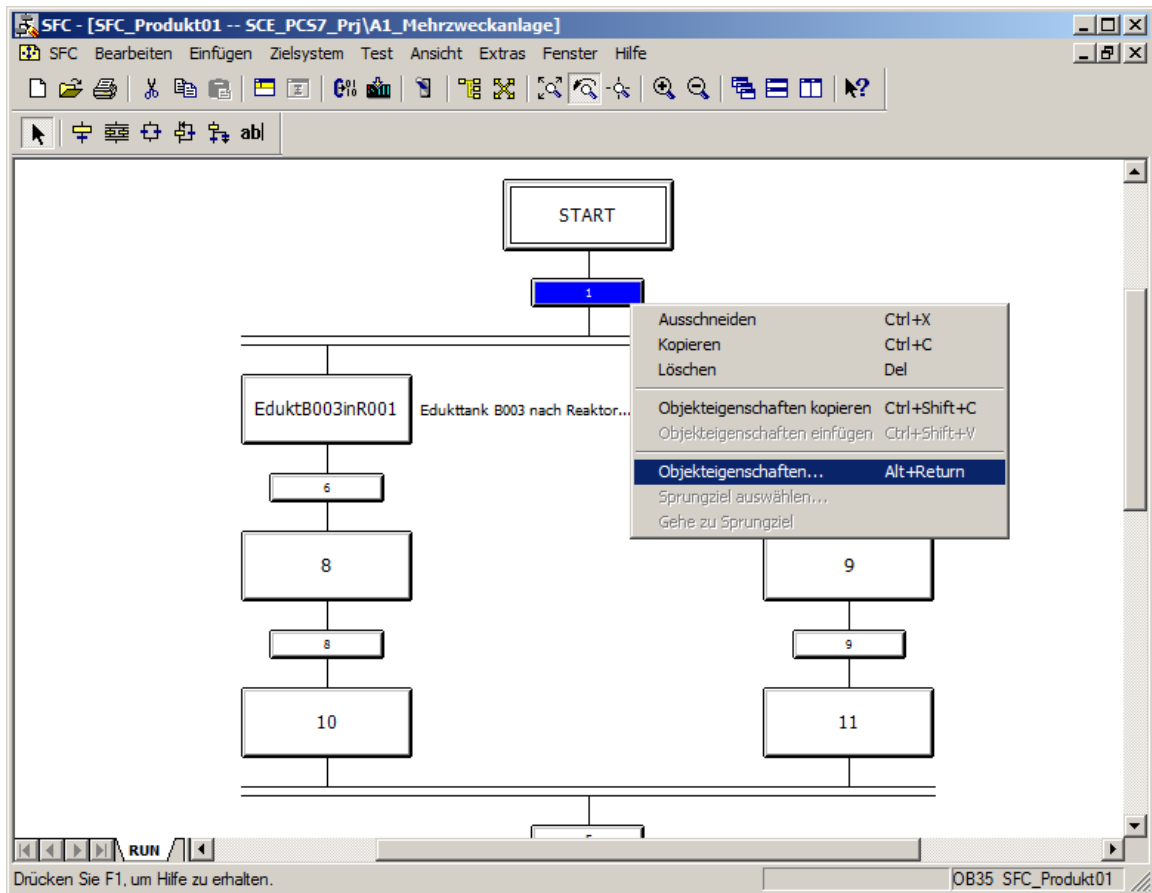 SFC - [SFC_Produkt01 -- SCE_PCS7_Prj\A1_Mehrzweckanlage]
SFC Bearbeiten Einfügen Zielsystem Test Ansicht Extras Fenster Hilfe
abl
START
1
Ausschneiden Ctrl+X
Kopieren Ctrl+C
Löschen Del
EduktB003inR001 Edukttank B003 nach Reaktor...
Objekteigenschaften kopieren Ctrl+Shift+C
Objekteigenschaften einfügen Ctrl+Shift+V
Objekteigenschaften... Alt+Return
6
Sprungziel auswählen...
Gehe zu Sprungziel
8 9
8 9
10 11
RUN
Drücken Sie F1, um Hilfe zu erhalten. OB35 SFC_Produkt01